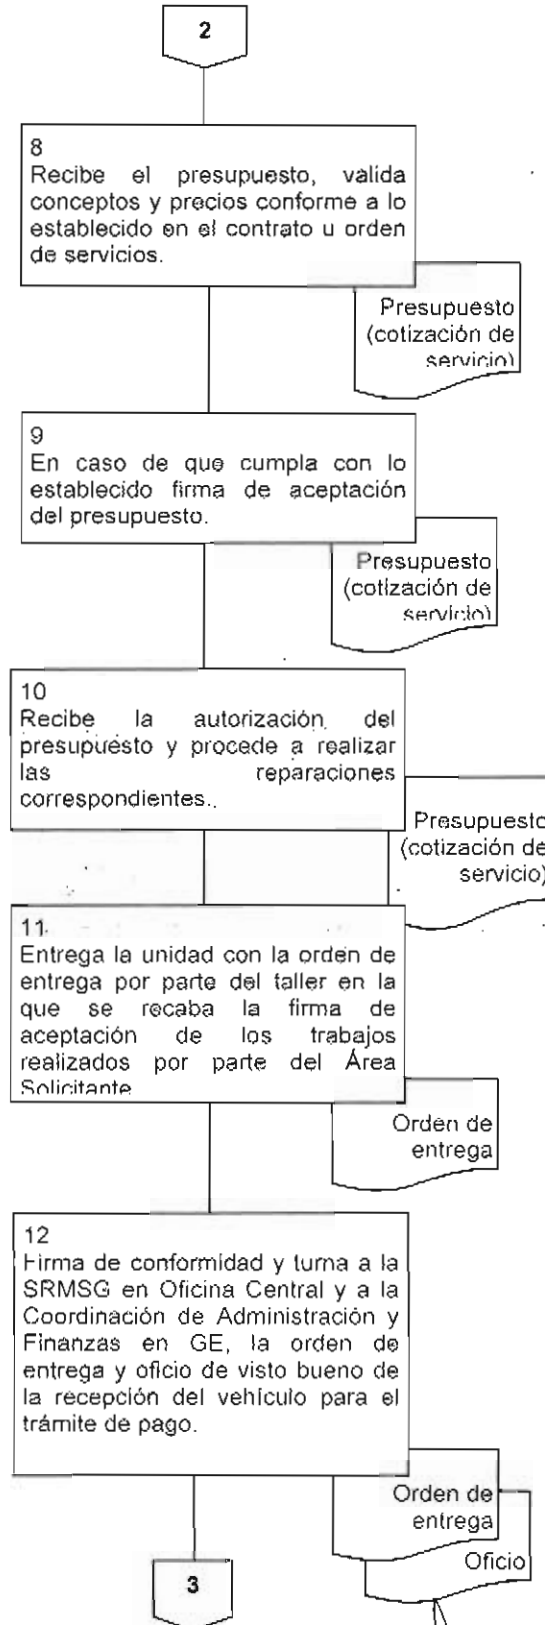 2
8
Recibe el presupuesto, valida
conceptos y precios conforme a lo
establecido en el contrato u orden
de servicios.
Presupuesto
(cotización de
servicio)
9
En caso de que cumpla con lo
establecido firma de aceptación
del presupuesto.
Presupuesto
(cotización de
servicio)
10
Recibe la autorización del
presupuesto y procede a realizar
las reparaciones
correspondientes..
Presupuesto
(cotización de
servicio)
11
Entrega la unidad con la orden de
entrega por parte del taller en la
que se recaba la firma de
aceptación de los trabajos
realizados por parte del Área
Solicitante
Orden de
entrega
12
Firma de conformidad y turna a la
SRMSG en Oficina Central y a la
Coordinación de Administración y
Finanzas en GE, la orden de
entrega y oficio de visto bueno de
la recepción del vehículo para el
trámite de pago.
Orden de
entrega
Oficio
3